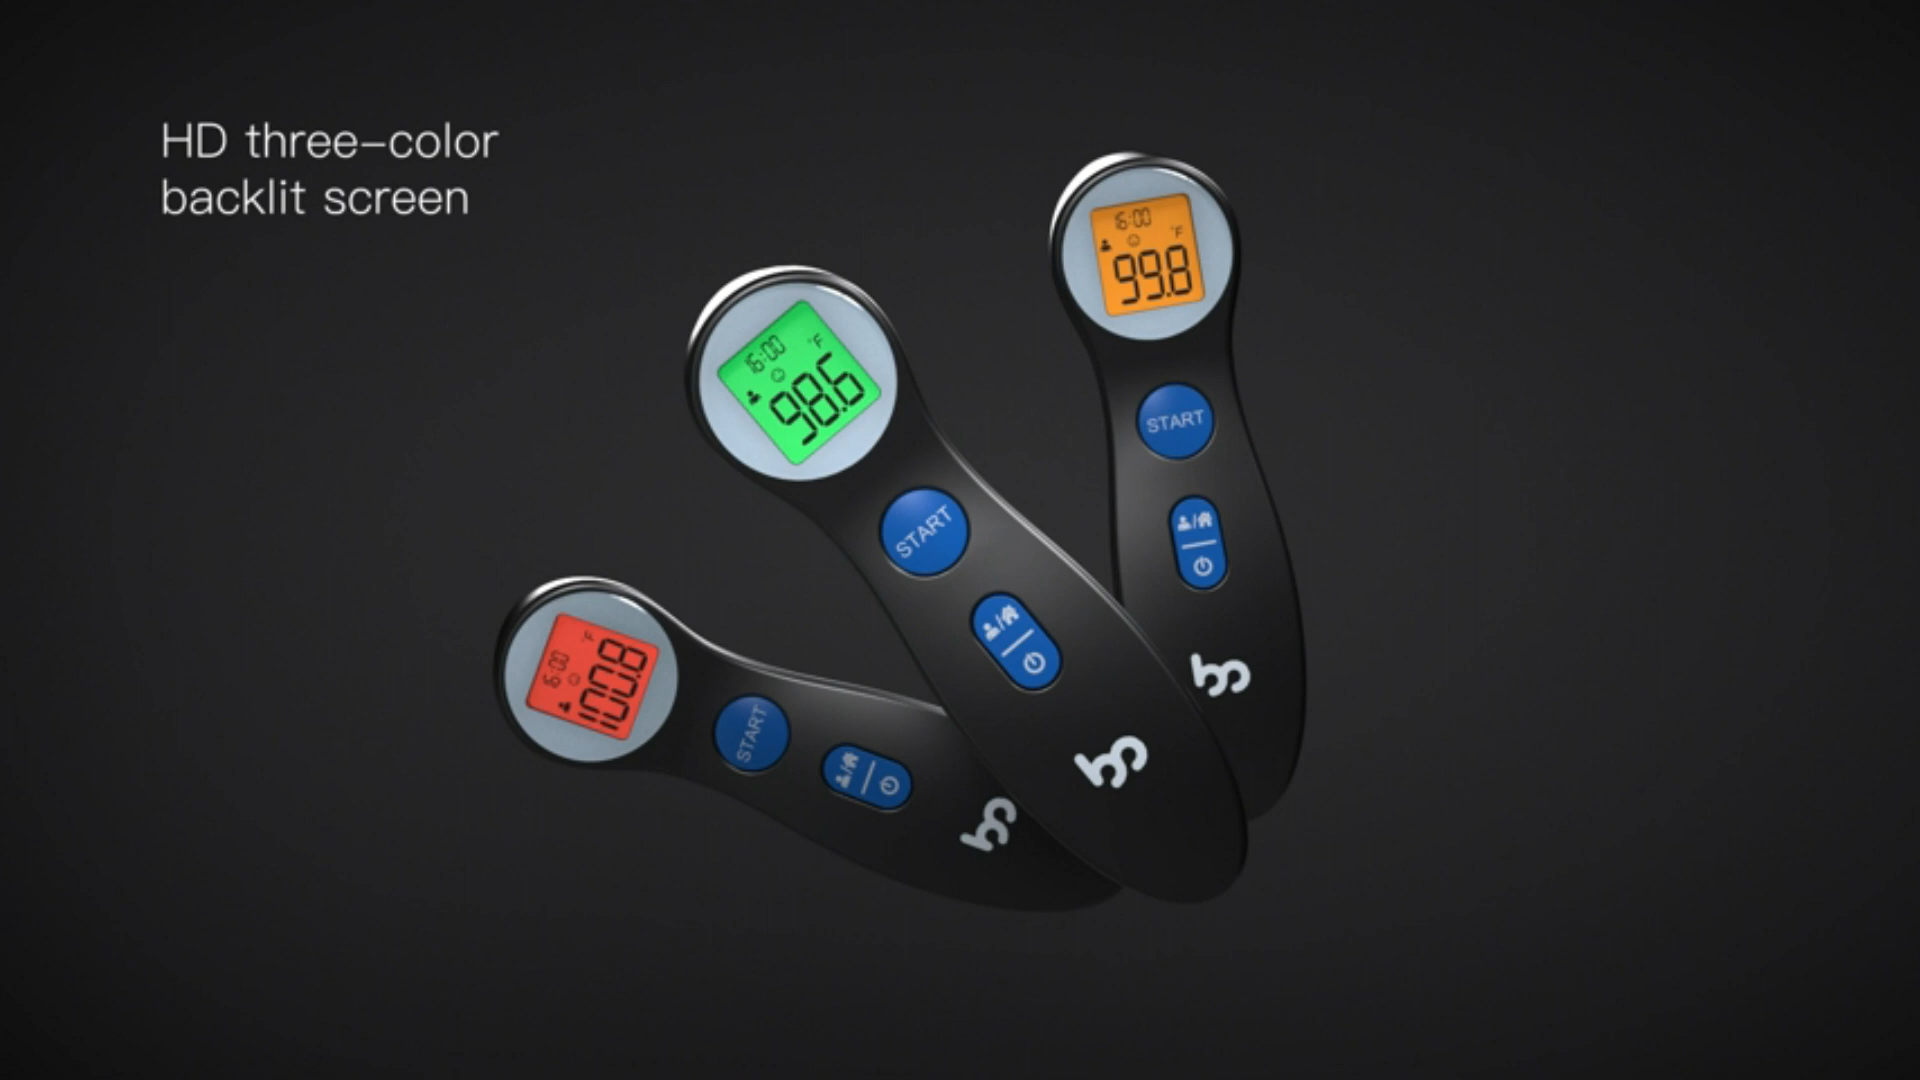 HD three-color
backlit screen
16:00
°F
99.8
START
16:00
°F
98.6
START
16:00
°F
100.8
START